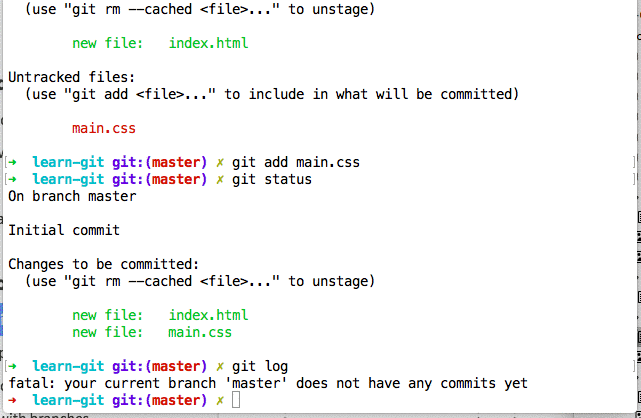 (use "git rm --cached <file>..." to unstage)
new file:   index.html
Untracked files:
(use "git add <file>..." to include in what will be committed)
main.css
[➜  learn-git git:(master) ✗ git add main.css
[➜  learn-git git:(master) ✗ git status
On branch master
Initial commit
Changes to be committed:
(use "git rm --cached <file>..." to unstage)
new file:   index.html
new file:   main.css
[➜  learn-git git:(master) ✗ git log
fatal: your current branch 'master' does not have any commits yet
➜  learn-git git:(master) ✗
with branches